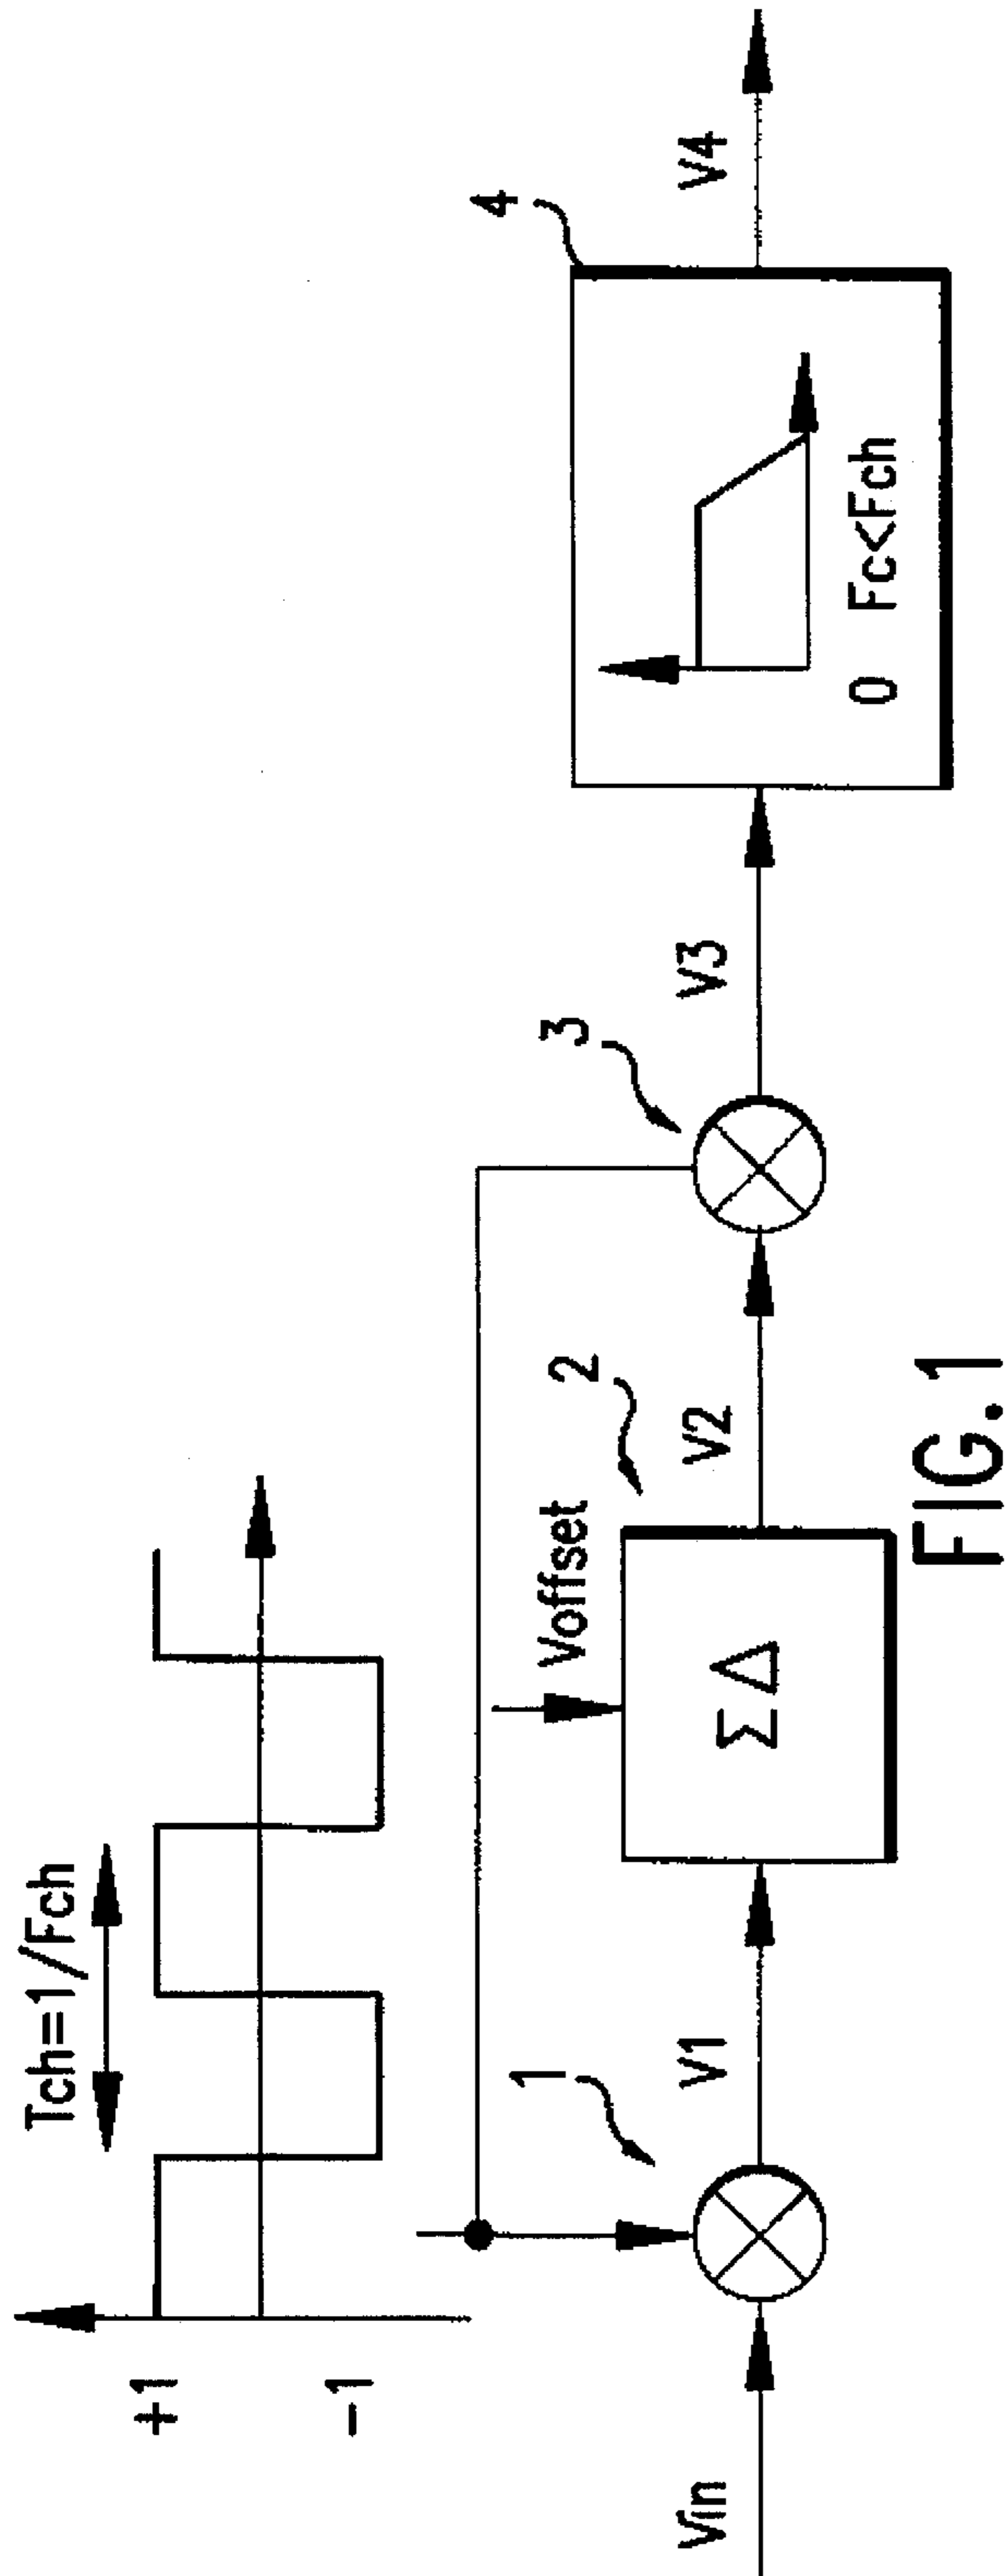 Tch=1/Fch
+1
-1
Voffset
Vin
1
V1
ΣΔ
2
V2
3
V3
4
0 Fc<Fch
V4
FIG.1